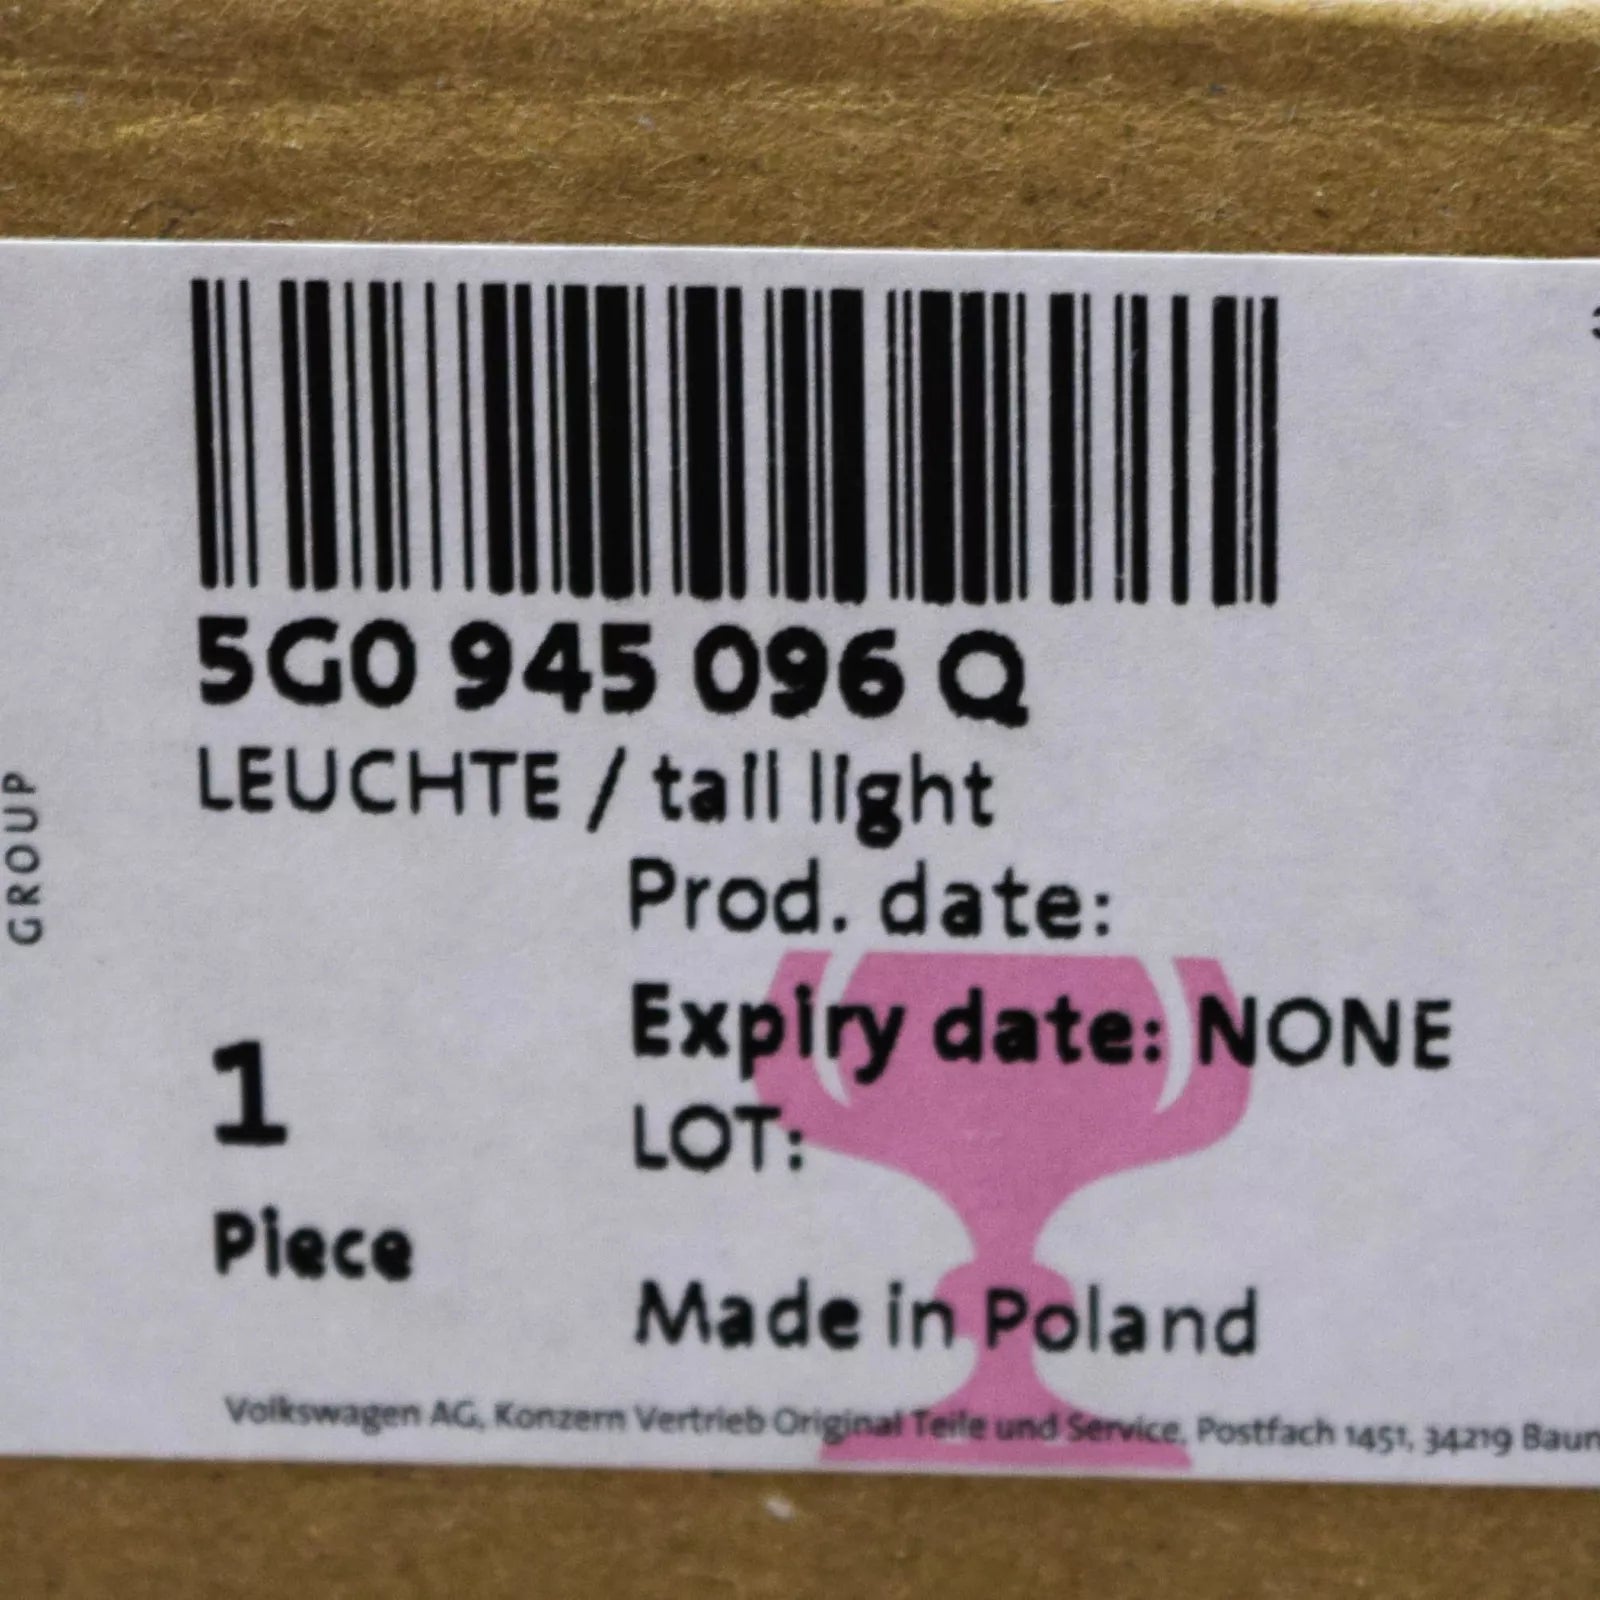 5G0 945 096 Q
LEUCHTE / tail light
Prod. date:
Expiry date: NONE
LOT:
1
Piece
Made in Poland
Volkswagen AG, Konzern Vertrieb Original Teile und Service, Postfach 1451, 34219 Baun
GROUP